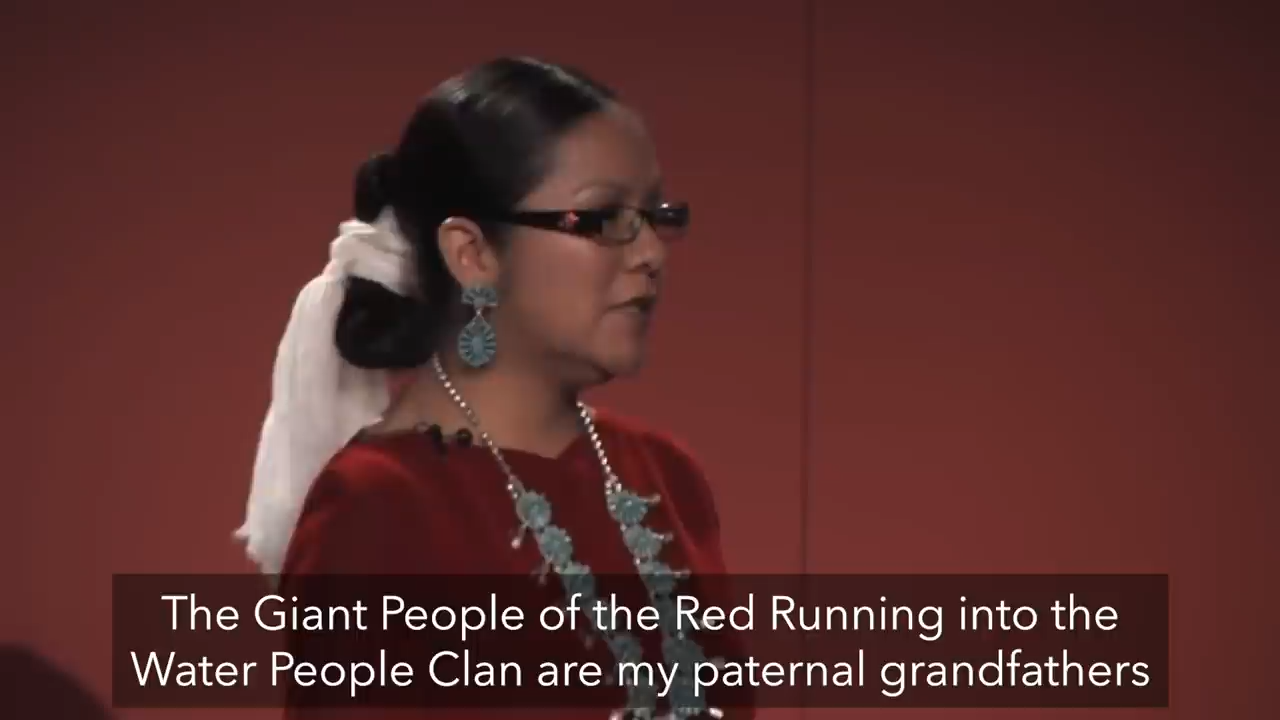 The Giant People of the Red Running into the
Water People Clan are my paternal grandfathers